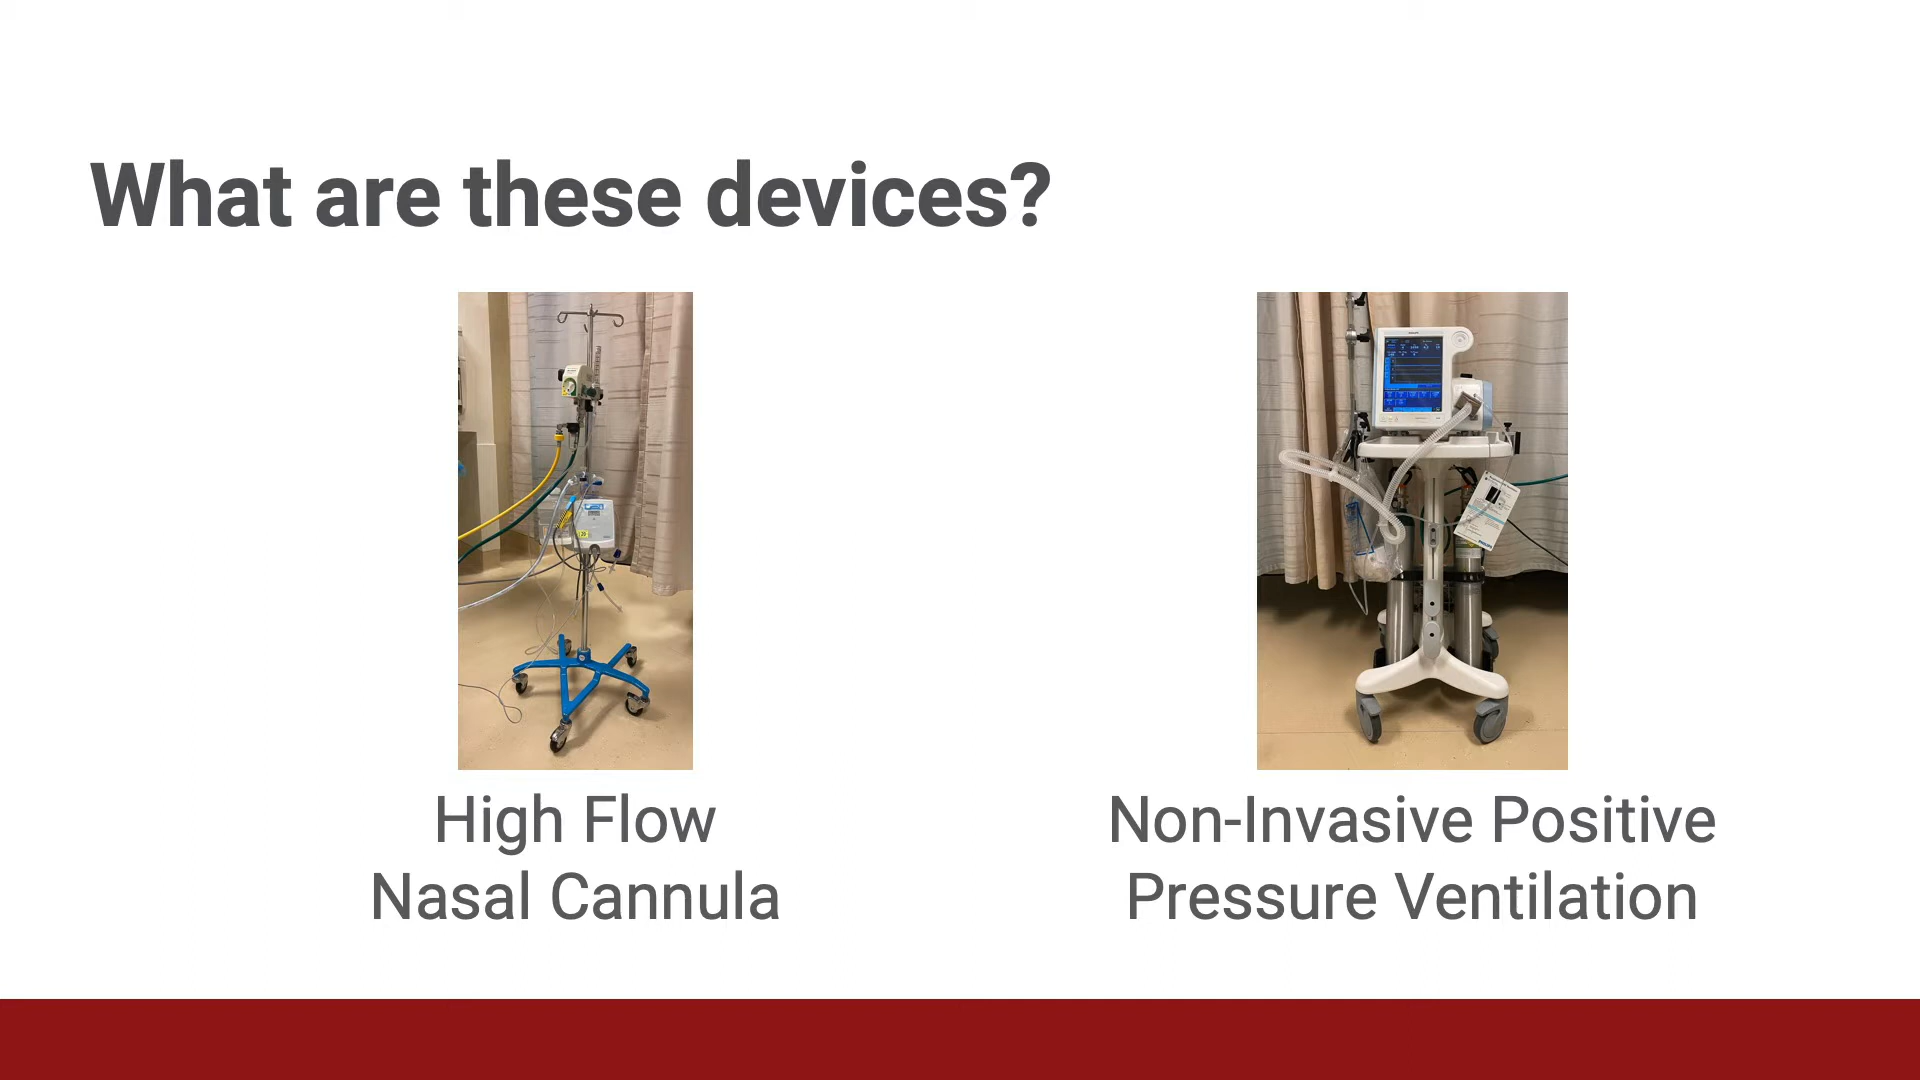 What are these devices?
High Flow
Nasal Cannula
Non-Invasive Positive
Pressure Ventilation